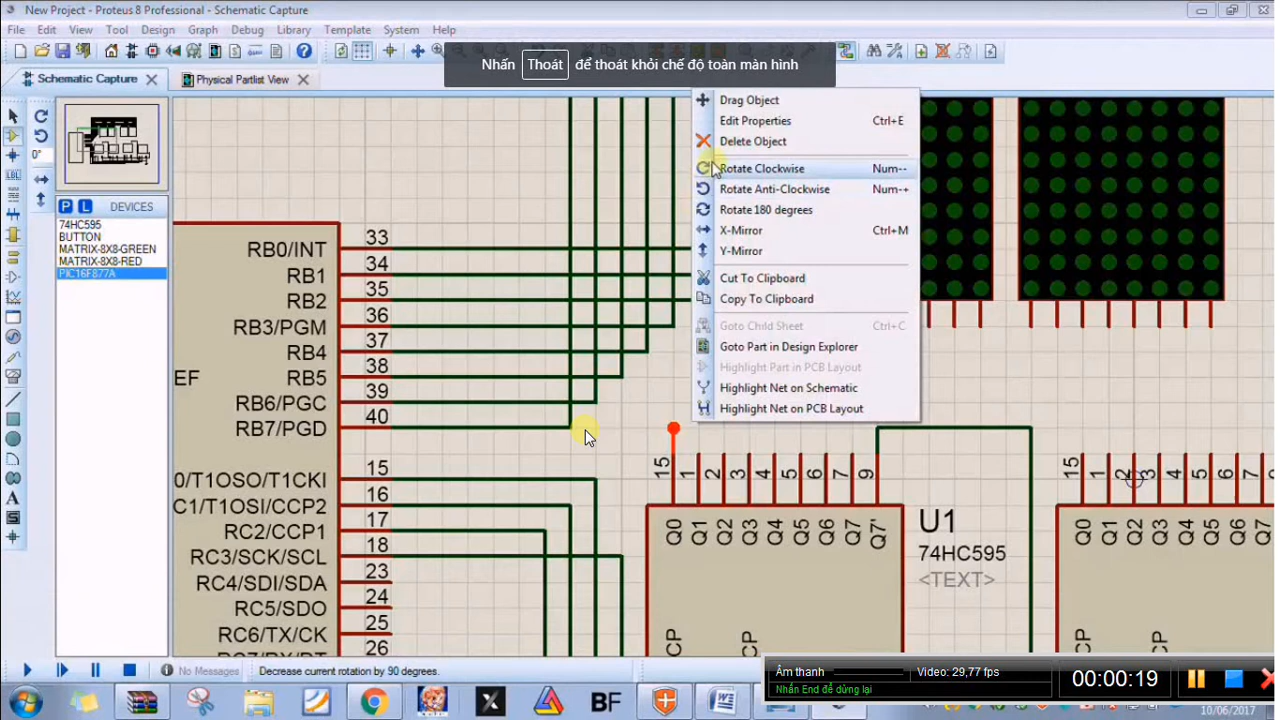 New Project - Proteus 8 Professional - Schematic Capture
File Edit View Tool Design Graph Debug Library Template System Help
Nhấn Thoát để thoát khỏi chế độ toàn màn hình
Schematic Capture
Physical Partlist View
0°
P L DEVICES
74HC595
BUTTON
MATRIX-8X8-GREEN
MATRIX-8X8-RED
PIC16F877A
Drag Object
Edit Properties Ctrl+E
Delete Object
Rotate Clockwise Num--
Rotate Anti-Clockwise Num-+
Rotate 180 degrees
X-Mirror Ctrl+M
Y-Mirror
Cut To Clipboard
Copy To Clipboard
Goto Child Sheet Ctrl+C
Goto Part in Design Explorer
Highlight Part in PCB Layout
Highlight Net on Schematic
Highlight Net on PCB Layout
RB0/INT 33
RB1 34
RB2 35
RB3/PGM 36
RB4 37
EF RB5 38
RB6/PGC 39
RB7/PGD 40
0/T1OSO/T1CKI 15
C1/T1OSI/CCP2 16
RC2/CCP1 17
RC3/SCK/SCL 18
RC4/SDI/SDA 23
RC5/SDO 24
RC6/TX/CK 25
26
15 1 2 3 4 5 6 7 9
Q0 Q1 Q2 Q3 Q4 Q5 Q6 Q7 Q7'
U1
74HC595
<TEXT>
CP CP
15 1 2 3 4 5 6 7
Q0 Q1 Q2 Q3 Q4 Q5 Q6 Q7
CP CP
No Messages
Decrease current rotation by 90 degrees.
Âm thanh
Nhấn End để dừng lại
Video: 29,77 fps
00:00:19
BF
10/06/2017